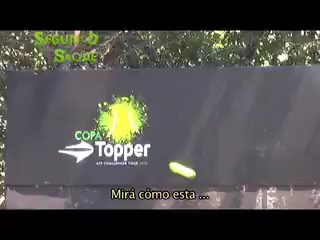 SEGUNDO
SAQUE
COPA
Topper
ATP CHALLENGER TOUR
Mirá cómo esta ...